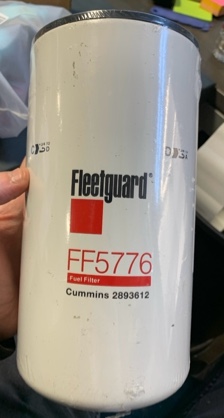 Fleetguard®
FF5776
Fuel Filter
Cummins 2893612